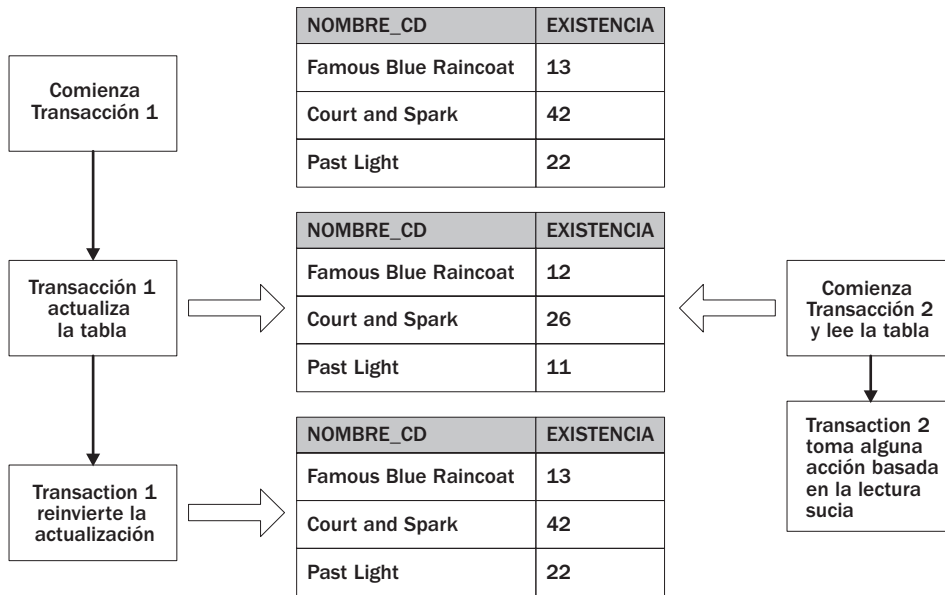 NOMBRE_CD EXISTENCIA
Famous Blue Raincoat 13
Court and Spark 42
Past Light 22
Comienza
Transacción 1
NOMBRE_CD EXISTENCIA
Famous Blue Raincoat 12
Court and Spark 26
Past Light 11
Transacción 1
actualiza
la tabla
Comienza
Transacción 2
y lee la tabla
NOMBRE_CD EXISTENCIA
Famous Blue Raincoat 13
Court and Spark 42
Past Light 22
Transaction 1
reinvierte la
actualización
Transaction 2
toma alguna
acción basada
en la lectura
sucia